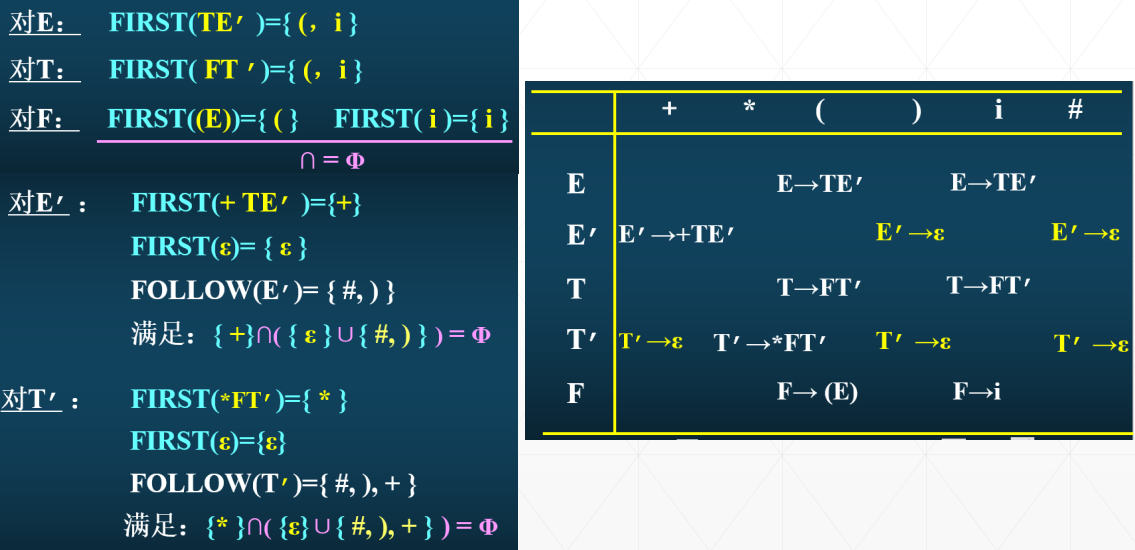 对E： FIRST(TE′ )={ (， i }
对T： FIRST( FT ′ )={ (， i }
对F： FIRST((E))={ ( } FIRST( i )={ i }
∩ = Φ
对E′ ： FIRST(+ TE′ )={+}
FIRST(ε)= { ε }
FOLLOW(E′)= { #, ) }
满足： { +}∩( { ε }∪{ #, ) } ) = Φ
对T′ ： FIRST(*FT′ )={ * }
FIRST(ε)={ε}
FOLLOW(T′)={ #, ), + }
满足： {* }∩( {ε}∪{ #, ), + } ) = Φ
+ * ( ) i #
E E→TE′ E→TE′
E′ E′→+TE′ E′→ε E′→ε
T T→FT′ T→FT′
T′ T′→ε T′→*FT′ T′→ε T′→ε
F F→ (E) F→i